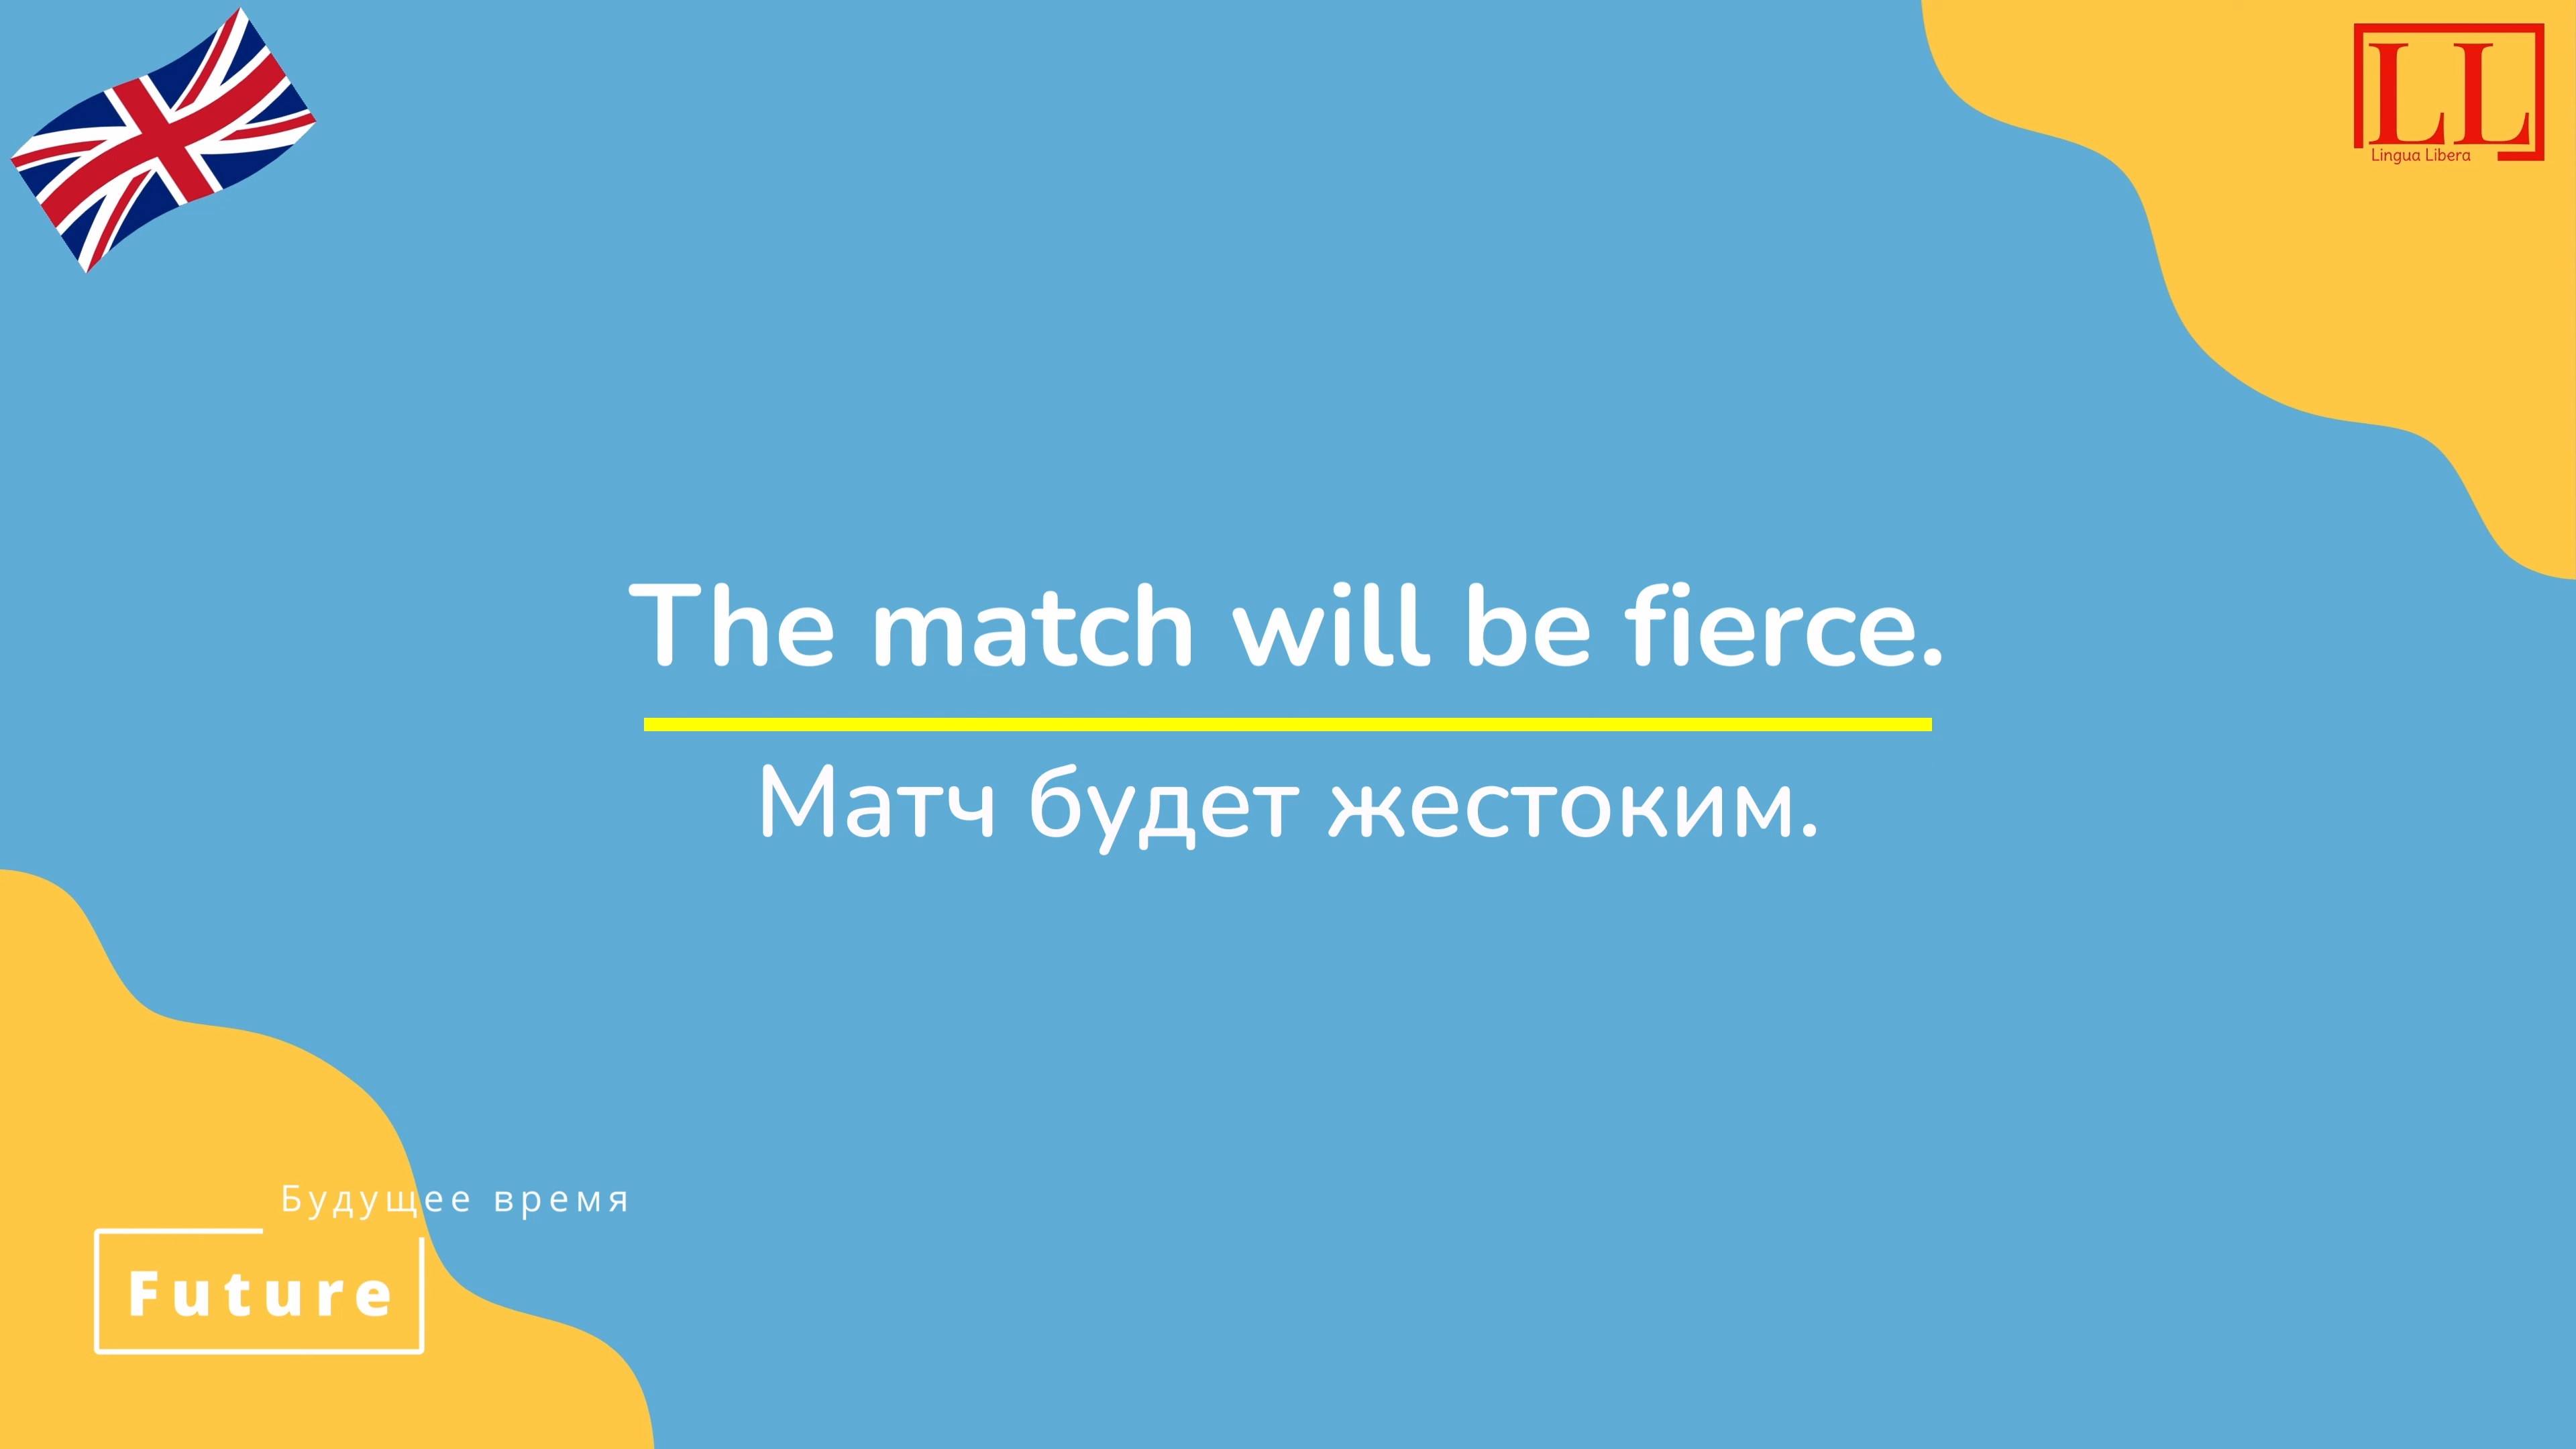 LL
Lingua Libera
The match will be fierce.
Матч будет жестоким.
Будущее время
Future